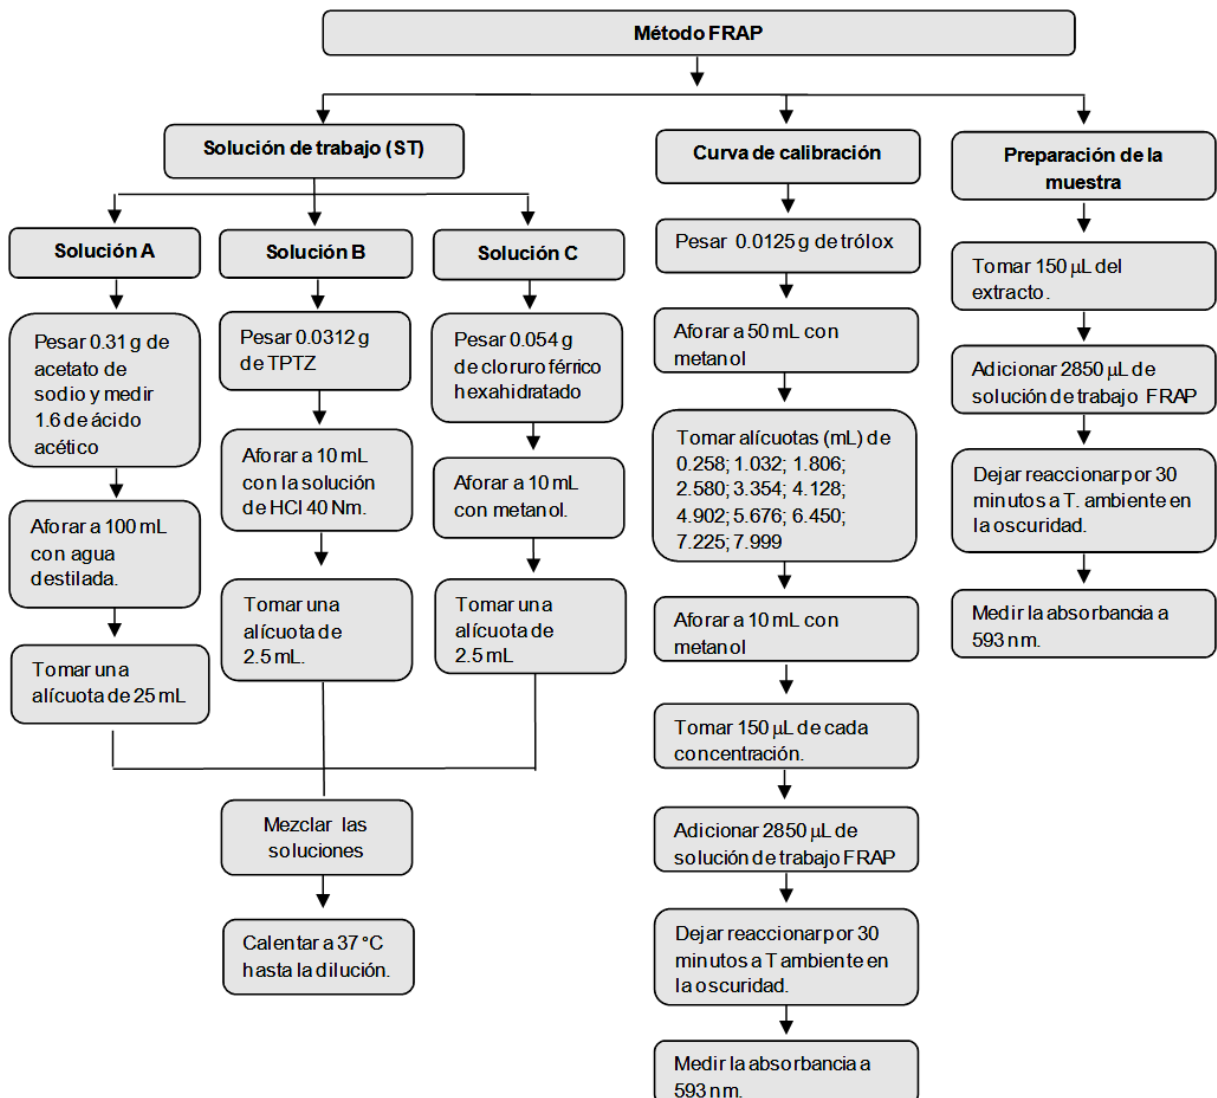 Método FRAP
Solución de trabajo (ST)
Solución A
Pesar 0.31 g de
acetato de
sodio y medir
1.6 de ácido
acético
Aforar a 100 mL
con agua
destilada.
Tomar una
alícuota de 25 mL
Solución B
Pesar 0.0312 g
de TPTZ
Aforar a 10 mL
con la solución
de HCl 40 Nm.
Tomar una
alícuota de
2.5 mL.
Solución C
Pesar 0.054 g
de cloruro férrico
hexahidratado
Aforar a 10 mL
con metanol.
Tomar una
alícuota de
2.5 mL
Mezclar las
soluciones
Calentar a 37 °C
hasta la dilución.
Curva de calibración
Pesar 0.0125 g de trólox
Aforar a 50 mL con
metanol
Tomar alícuotas (mL) de
0.258; 1.032; 1.806;
2.580; 3.354; 4.128;
4.902; 5.676; 6.450;
7.225; 7.999
Aforar a 10 mL con
metanol
Tomar 150 µL de cada
concentración.
Adicionar 2850 µL de
solución de trabajo FRAP
Dejar reaccionar por 30
minutos a T ambiente en
la oscuridad.
Medir la absorbancia a
593 nm.
Preparación de la
muestra
Tomar 150 µL del
extracto.
Adicionar 2850 µL de
solución de trabajo FRAP
Dejar reaccionar por 30
minutos a T. ambiente en
la oscuridad.
Medir la absorbancia a
593 nm.